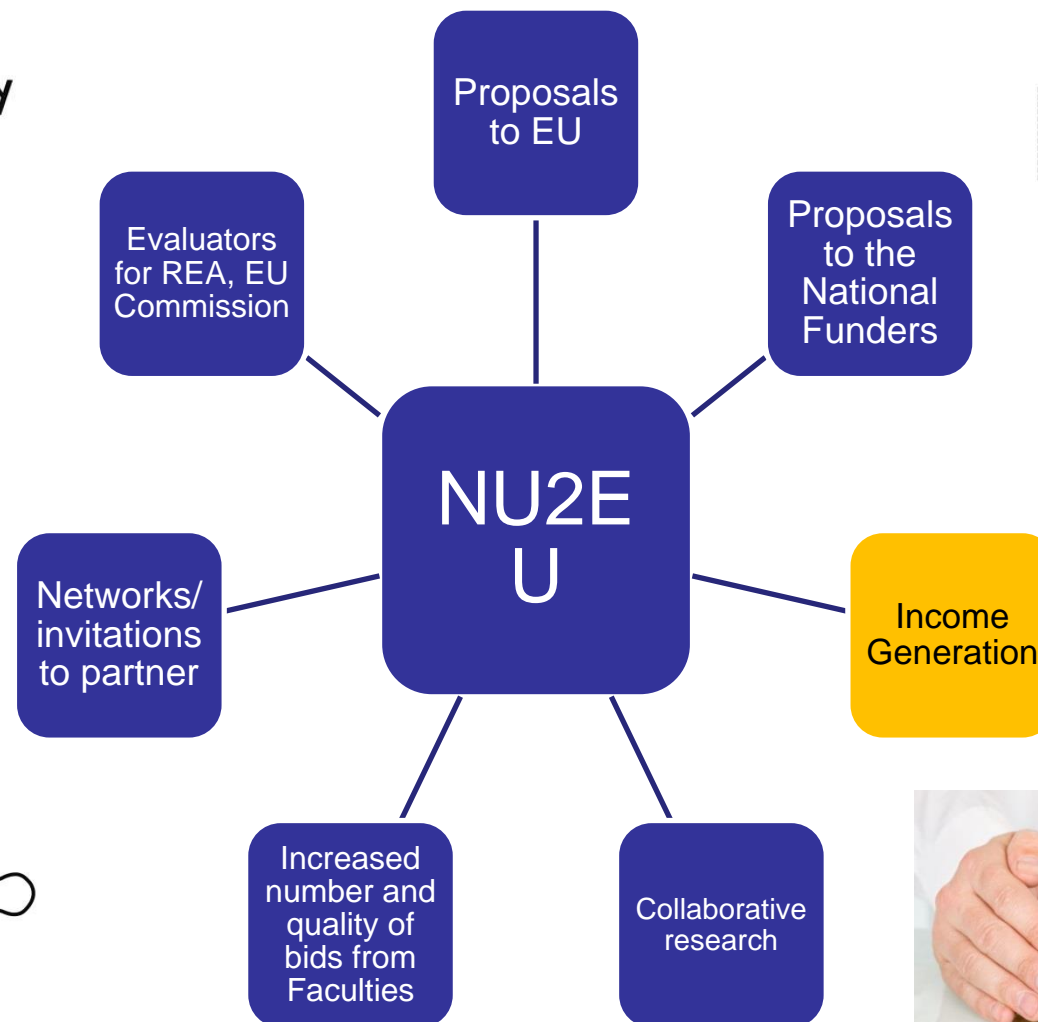 Proposals
to EU
Evaluators
for REA, EU
Commission
Proposals
to the
National
Funders
NU2E
U
Networks/
invitations
to partner
Income
Generation
Increased
number and
quality of
bids from
Faculties
Collaborative
research